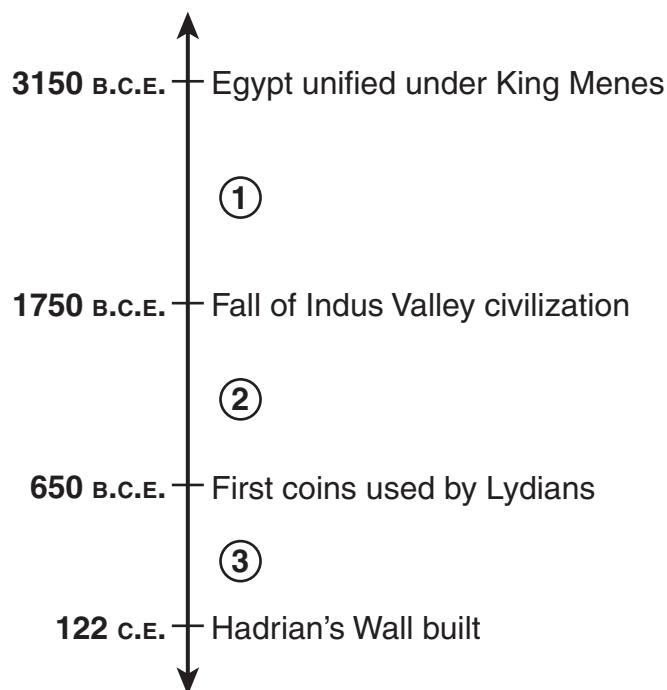 3150 B.C.E. Egypt unified under King Menes
1
1750 B.C.E. Fall of Indus Valley civilization
2
650 B.C.E. First coins used by Lydians
3
122 C.E. Hadrian’s Wall built